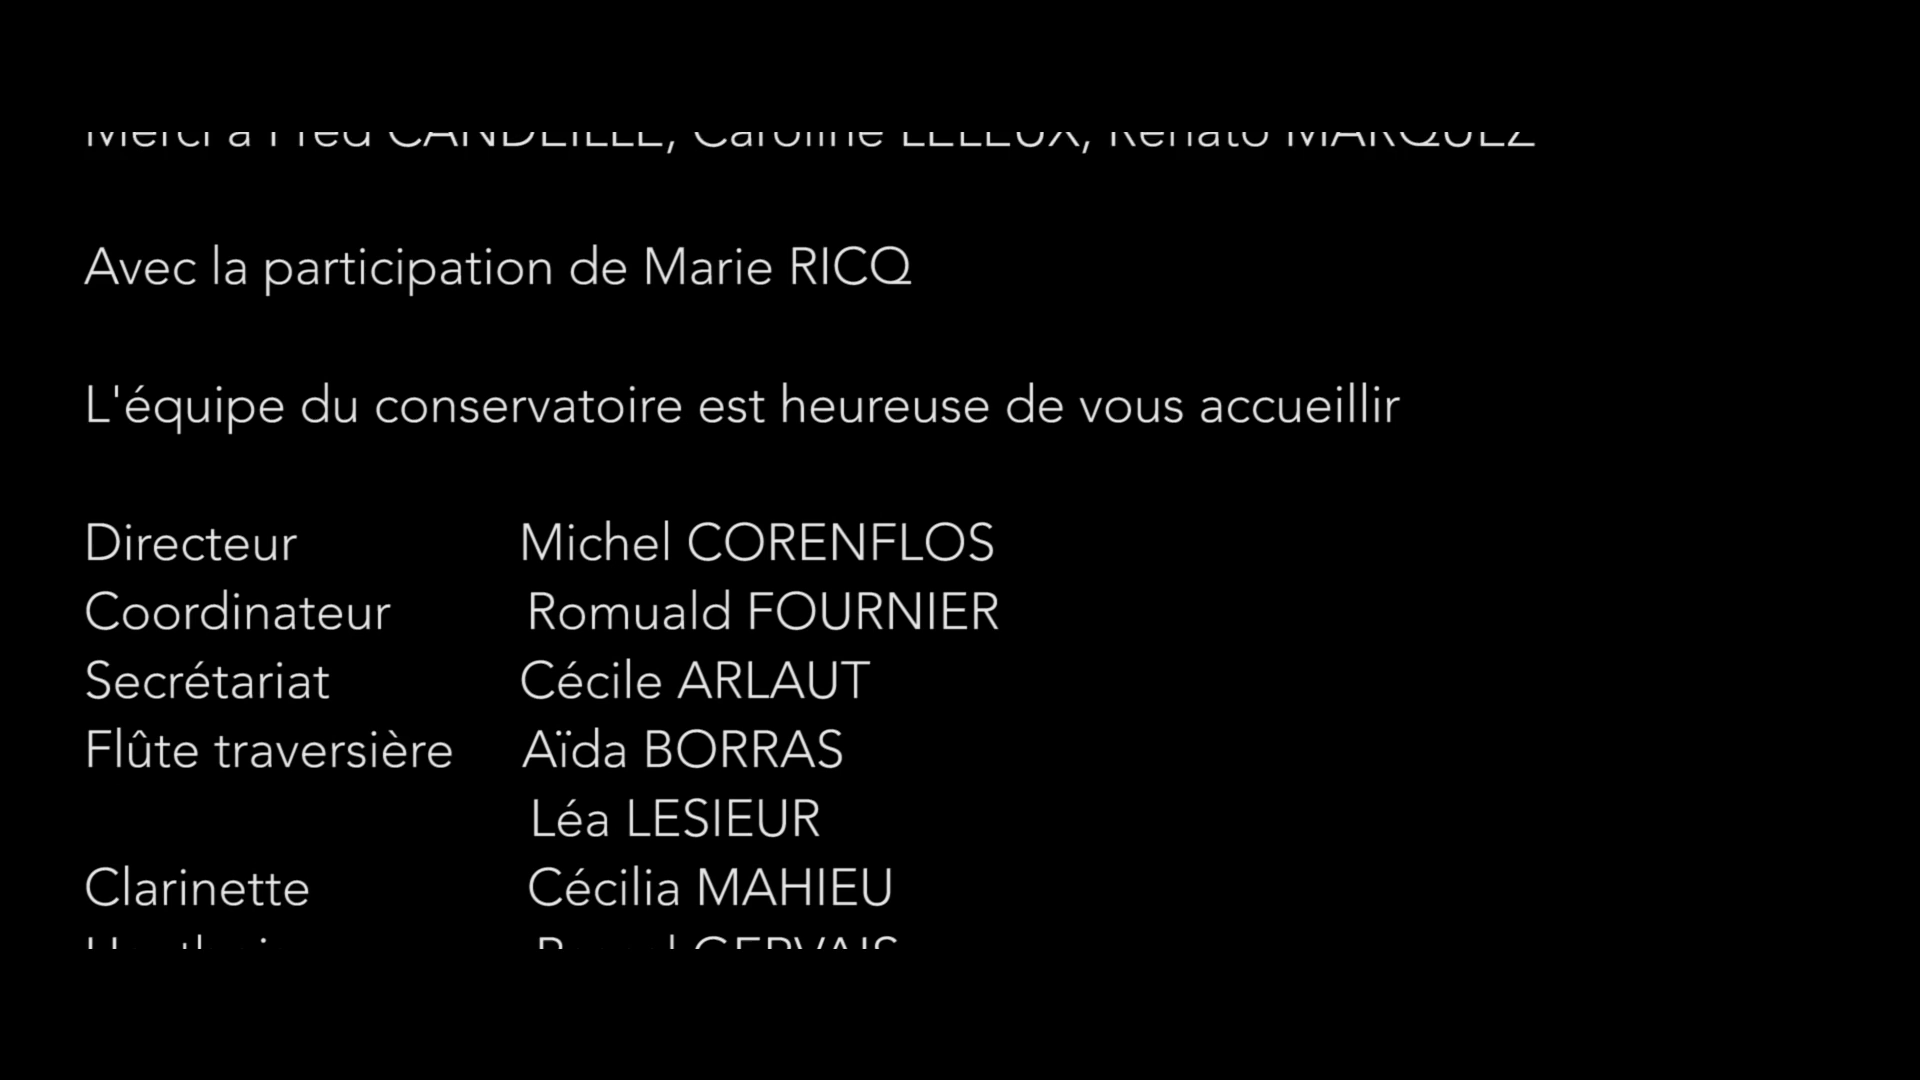 Merci à Fred CANDEILLE, Caroline LELEUX, Renato MARQUEZ
Avec la participation de Marie RICQ
L'équipe du conservatoire est heureuse de vous accueillir
Directeur Michel CORENFLOS
Coordinateur Romuald FOURNIER
Secrétariat Cécile ARLAUT
Flûte traversière Aïda BORRAS
Léa LESIEUR
Clarinette Cécilia MAHIEU
GERVAIS